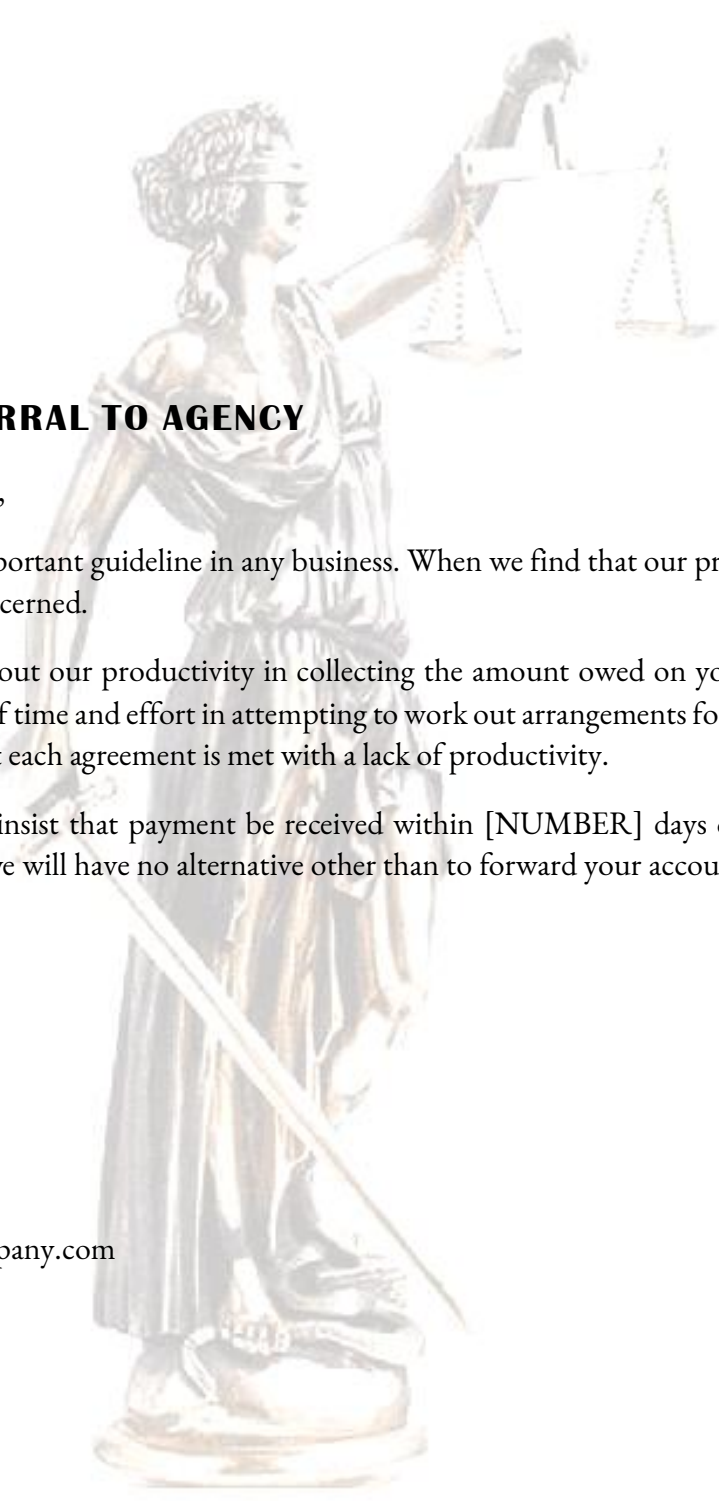 RRAL TO AGENCY
,
portant guideline in any business. When we find that our pr
cerned.
out our productivity in collecting the amount owed on yo
f time and effort in attempting to work out arrangements fo
t each agreement is met with a lack of productivity.
insist that payment be received within [NUMBER] days
ve will have no alternative other than to forward your accou
pany.com